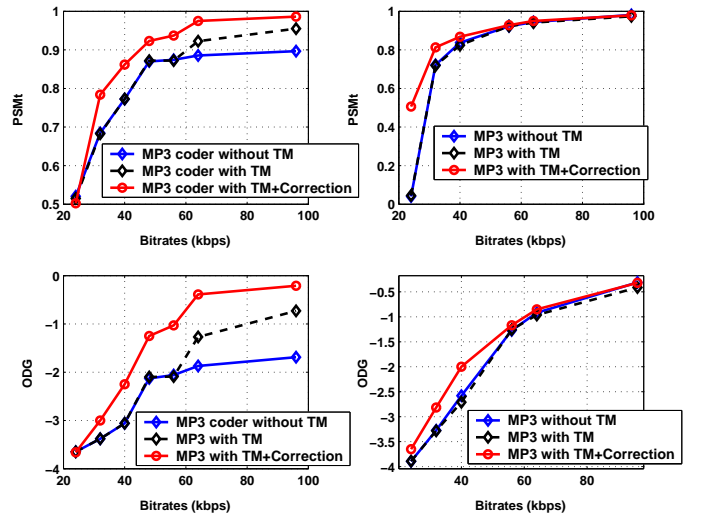 1
0.9
0.8
0.7
0.6
0.5
PSMt
MP3 coder without TM
MP3 coder with TM
MP3 coder with TM+Correction
20 40 60 80 100
Bitrates (kbps)
1
0.8
0.6
0.4
0.2
0
PSMt
MP3 without TM
MP3 with TM
MP3 with TM+Correction
20 40 60 80 100
Bitrates (kbps)
0
−1
−2
−3
−4
ODG
MP3 coder without TM
MP3 with TM
MP3 with TM+Correction
20 40 60 80 100
Bitrates (kbps)
−0.5
−1
−1.5
−2
−2.5
−3
−3.5
−4
ODG
MP3 without TM
MP3 with TM
MP3 with TM+Correction
20 40 60 80
Bitrates (kbps)